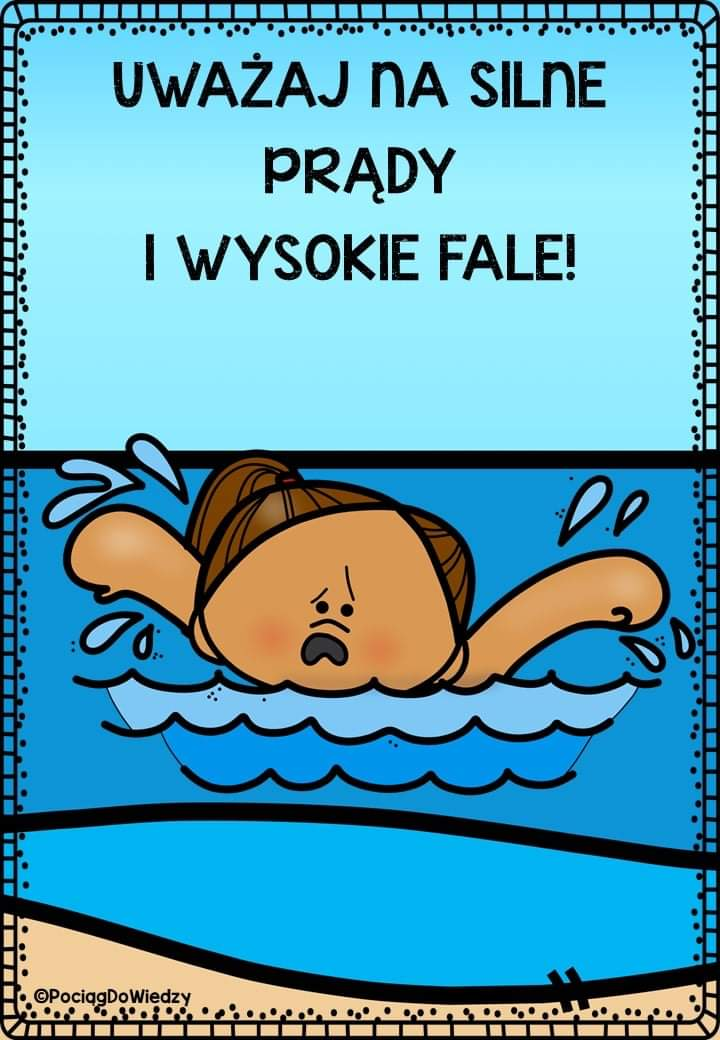 UWAŻAJ NA SILNE
PRĄDY
I WYSOKIE FALE!
©PociągDoWiedzy